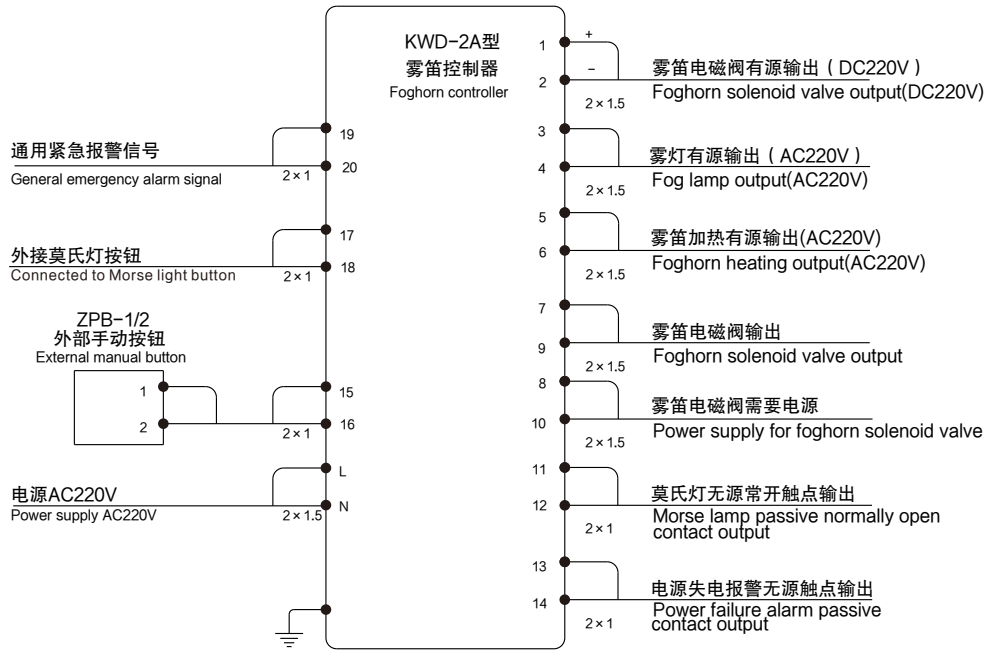 KWD-2A型
雾笛控制器
Foghorn controller
19
通用紧急报警信号
20
General emergency alarm signal
2×1
17
外接莫氏灯按钮
18
Connected to Morse light button
2×1
ZPB-1/2
外部手动按钮
External manual button
1
15
2
16
2×1
L
电源AC220V
N
Power supply AC220V
2×1.5
1
+
2
−
雾笛电磁阀有源输出（DC220V）
Foghorn solenoid valve output(DC220V)
2×1.5
3
4
雾灯有源输出（AC220V）
Fog lamp output(AC220V)
2×1.5
5
6
雾笛加热有源输出(AC220V)
Foghorn heating output(AC220V)
2×1.5
7
9
雾笛电磁阀输出
Foghorn solenoid valve output
2×1.5
8
10
雾笛电磁阀需要电源
Power supply for foghorn solenoid valve
2×1.5
11
12
莫氏灯无源常开触点输出
Morse lamp passive normally open
contact output
2×1
13
14
电源失电报警无源触点输出
Power failure alarm passive
contact output
2×1